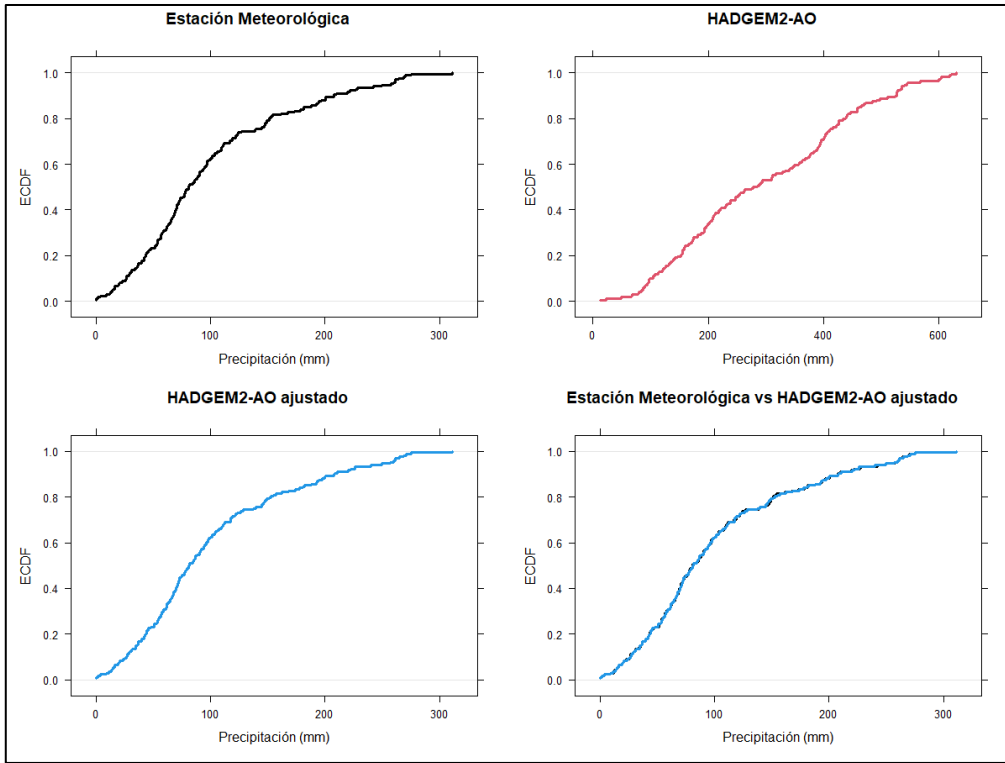 Estación Meteorológica
1.0
0.8
0.6
0.4
0.2
0.0
ECDF
0 100 200 300
Precipitación (mm)
HADGEM2-AO
1.0
0.8
0.6
0.4
0.2
0.0
ECDF
0 200 400 600
Precipitación (mm)
HADGEM2-AO ajustado
1.0
0.8
0.6
0.4
0.2
0.0
ECDF
0 100 200 300
Precipitación (mm)
Estación Meteorológica vs HADGEM2-AO ajustado
1.0
0.8
0.6
0.4
0.2
0.0
ECDF
0 100 200 300
Precipitación (mm)